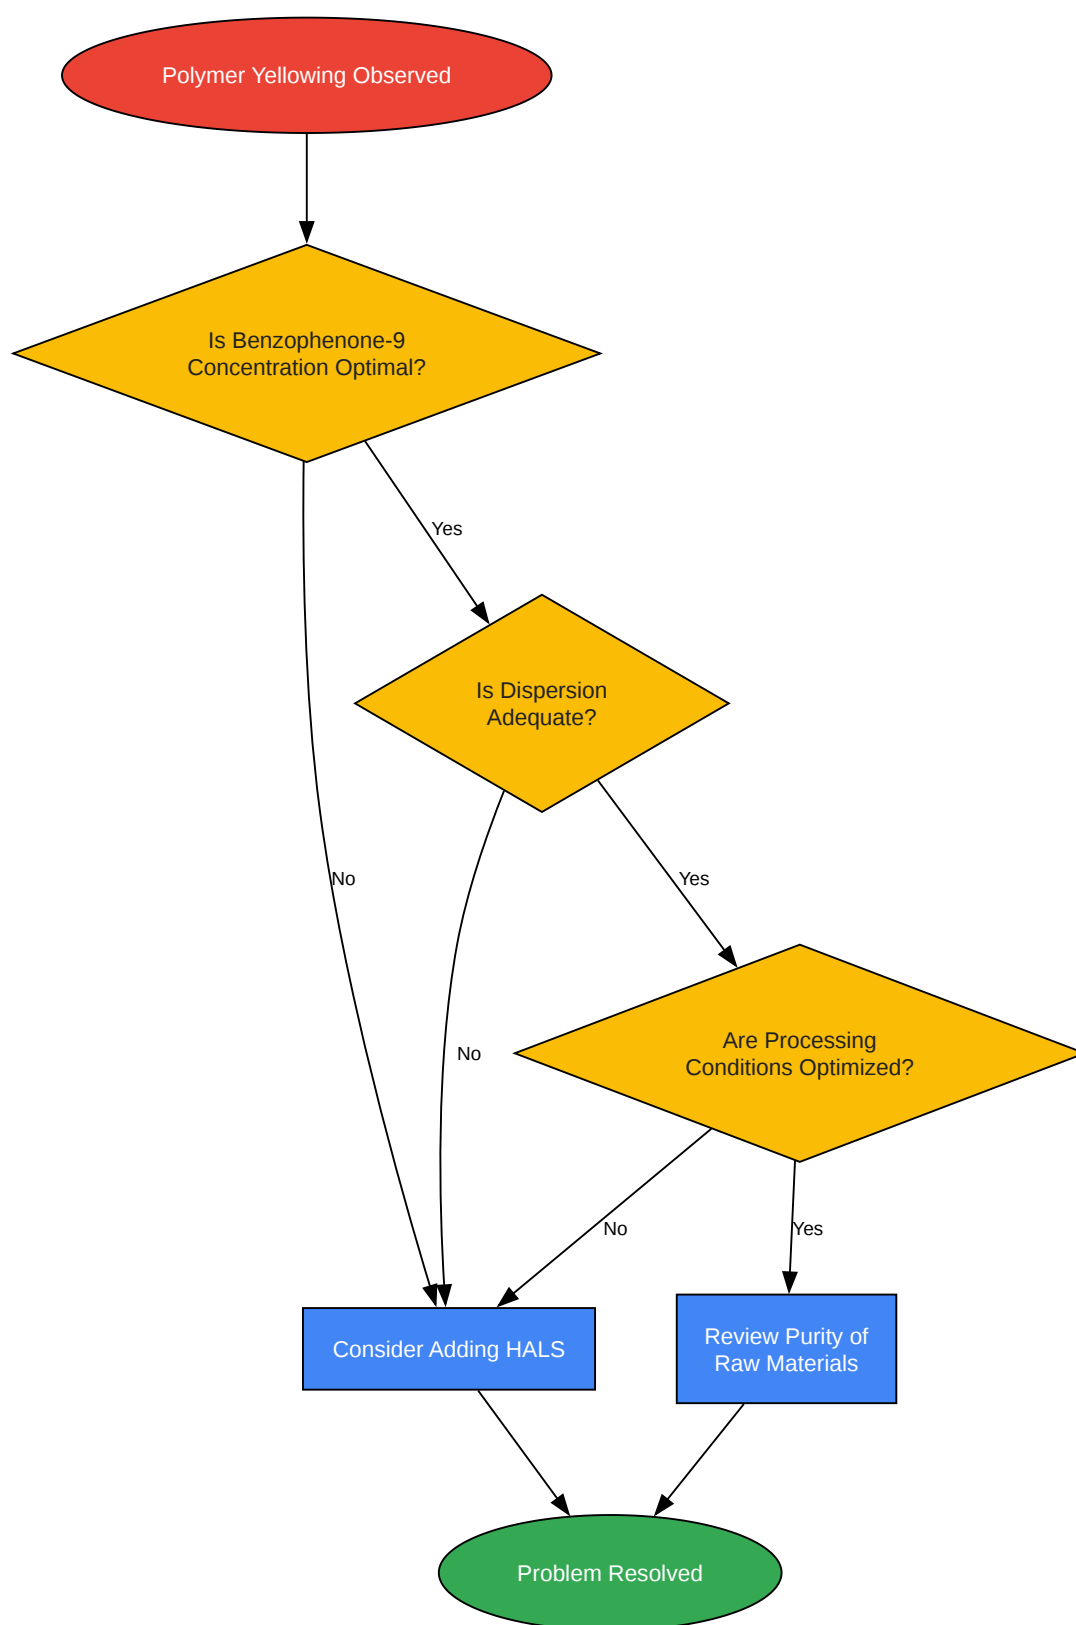 Polymer Yellowing Observed
Is Benzophenone-9
Concentration Optimal?
Yes
Is Dispersion
Adequate?
No
Yes
No
Are Processing
Conditions Optimized?
No
Yes
Consider Adding HALS
Review Purity of
Raw Materials
Problem Resolved